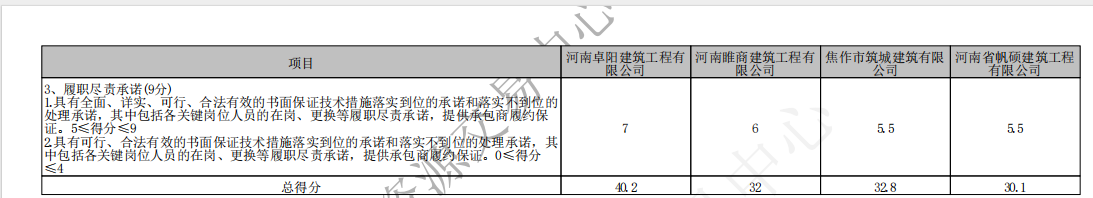 项目
河南卓阳建筑工程有
限公司
河南睢商建筑工程有
限公司
焦作市筑城建筑有限
公司
河南省帆硕建筑工程
有限公司
3、履职尽责承诺(9分)
1.具有全面、详实、可行、合法有效的书面保证技术措施落实到位的承诺和落实不到位的
处理承诺，其中包括各关键岗位人员的在岗、更换等履职尽责承诺，提供承包商履约保
证。5≤得分≤9
2.具有可行、合法有效的书面保证技术措施落实到位的承诺和落实不到位的处理承诺，其
中包括各关键岗位人员的在岗、更换等履职尽责承诺，提供承包商履约保证。0≤得分
≤4
7
6
5.5
5.5
总得分
40.2
32
32.8
30.1
资源交易中心
中心